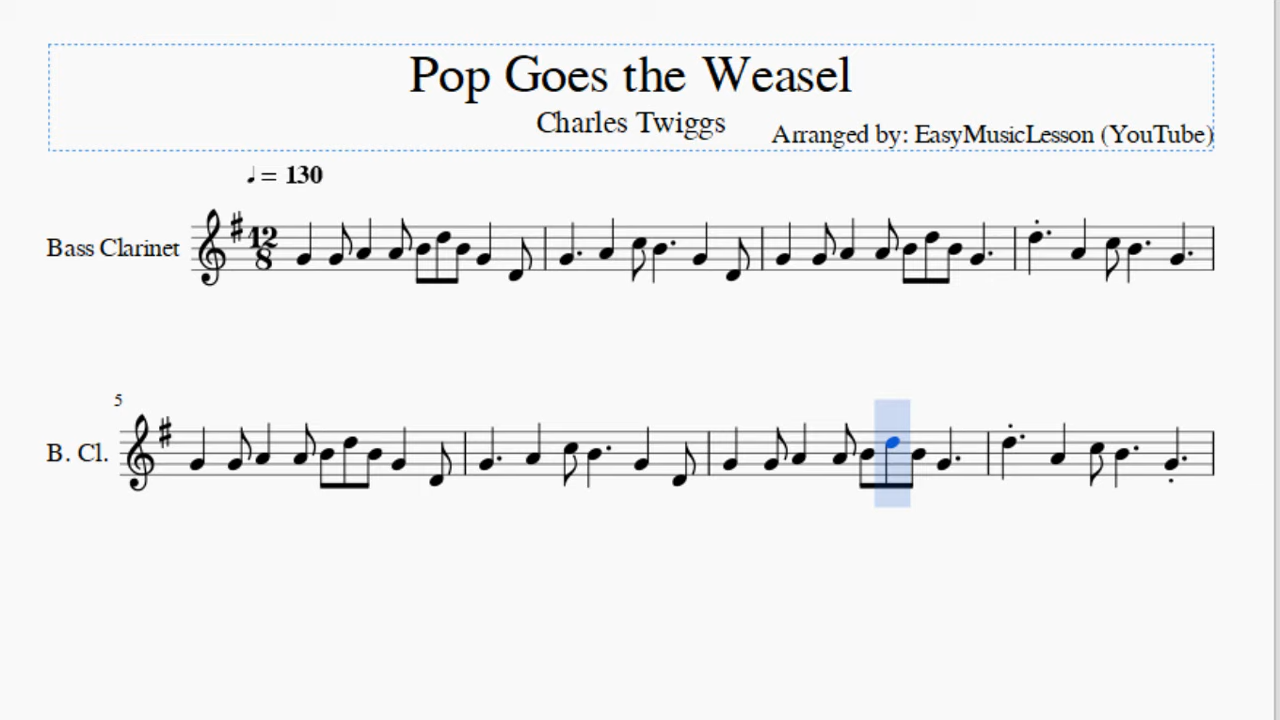 Pop Goes the Weasel
Charles Twiggs
Arranged by: EasyMusicLesson (YouTube)
♩ = 130
Bass Clarinet
12
8
5
B. Cl.